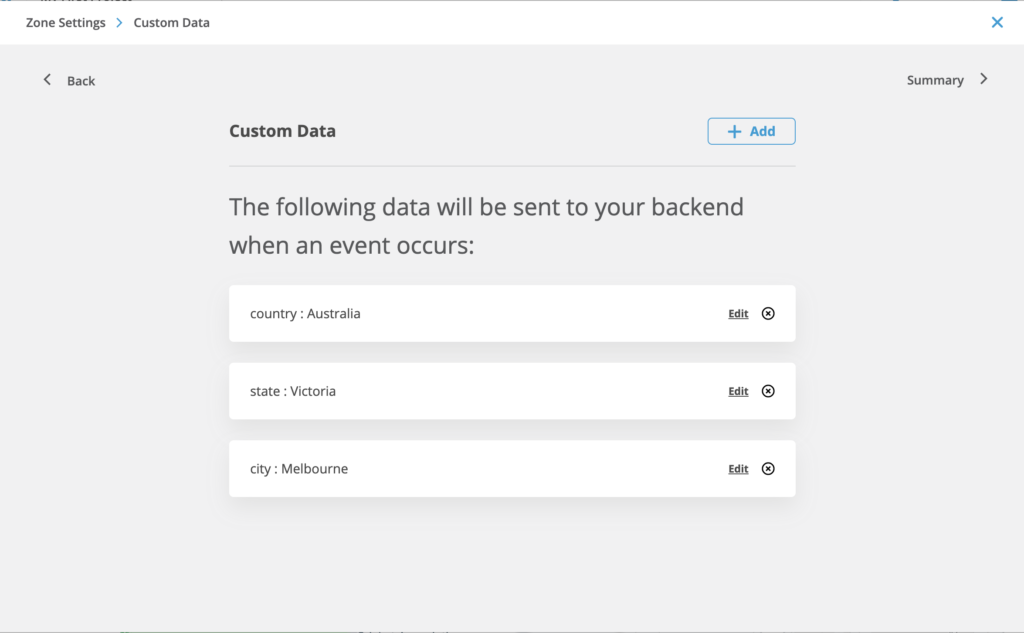 Zone Settings > Custom Data
Back
Summary
Custom Data
+ Add
The following data will be sent to your backend
when an event occurs:
country : Australia
Edit
state : Victoria
Edit
city : Melbourne
Edit